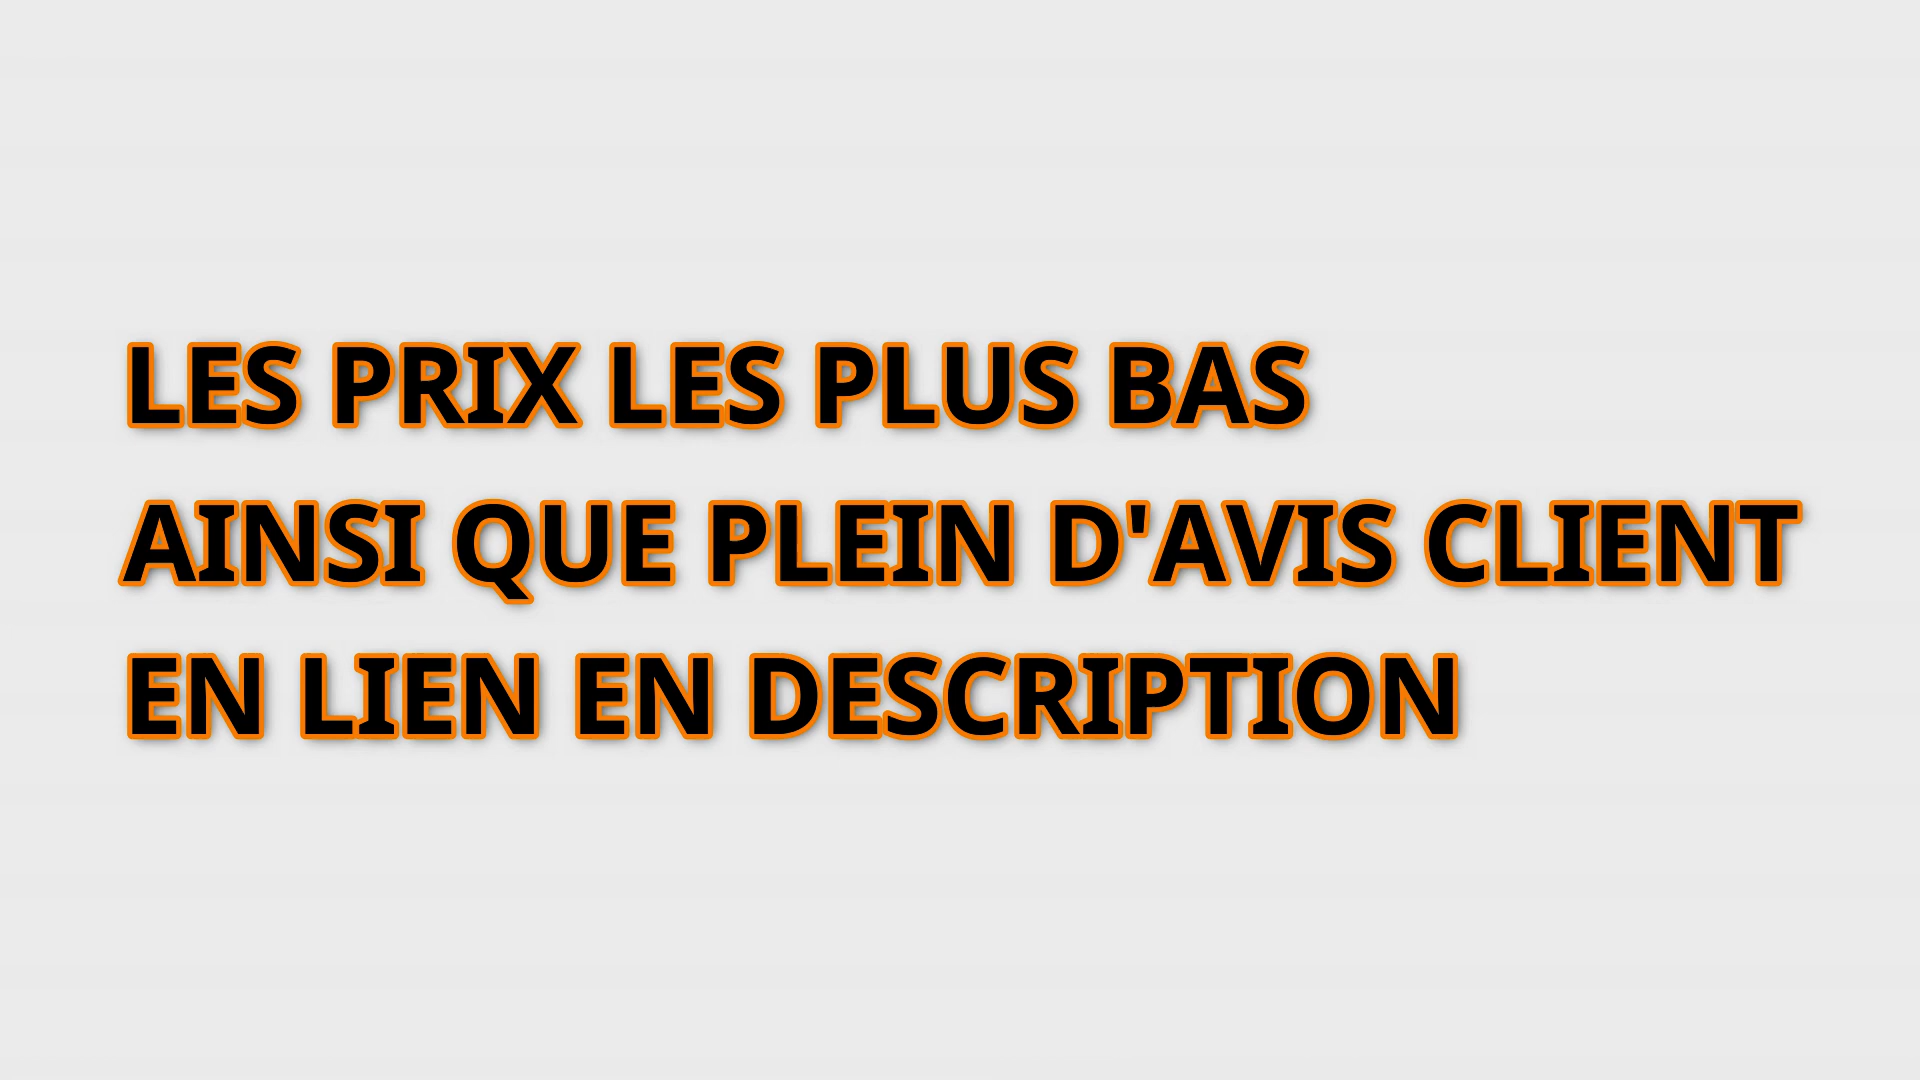 LES PRIX LES PLUS BAS
AINSI QUE PLEIN D'AVIS CLIENT
EN LIEN EN DESCRIPTION